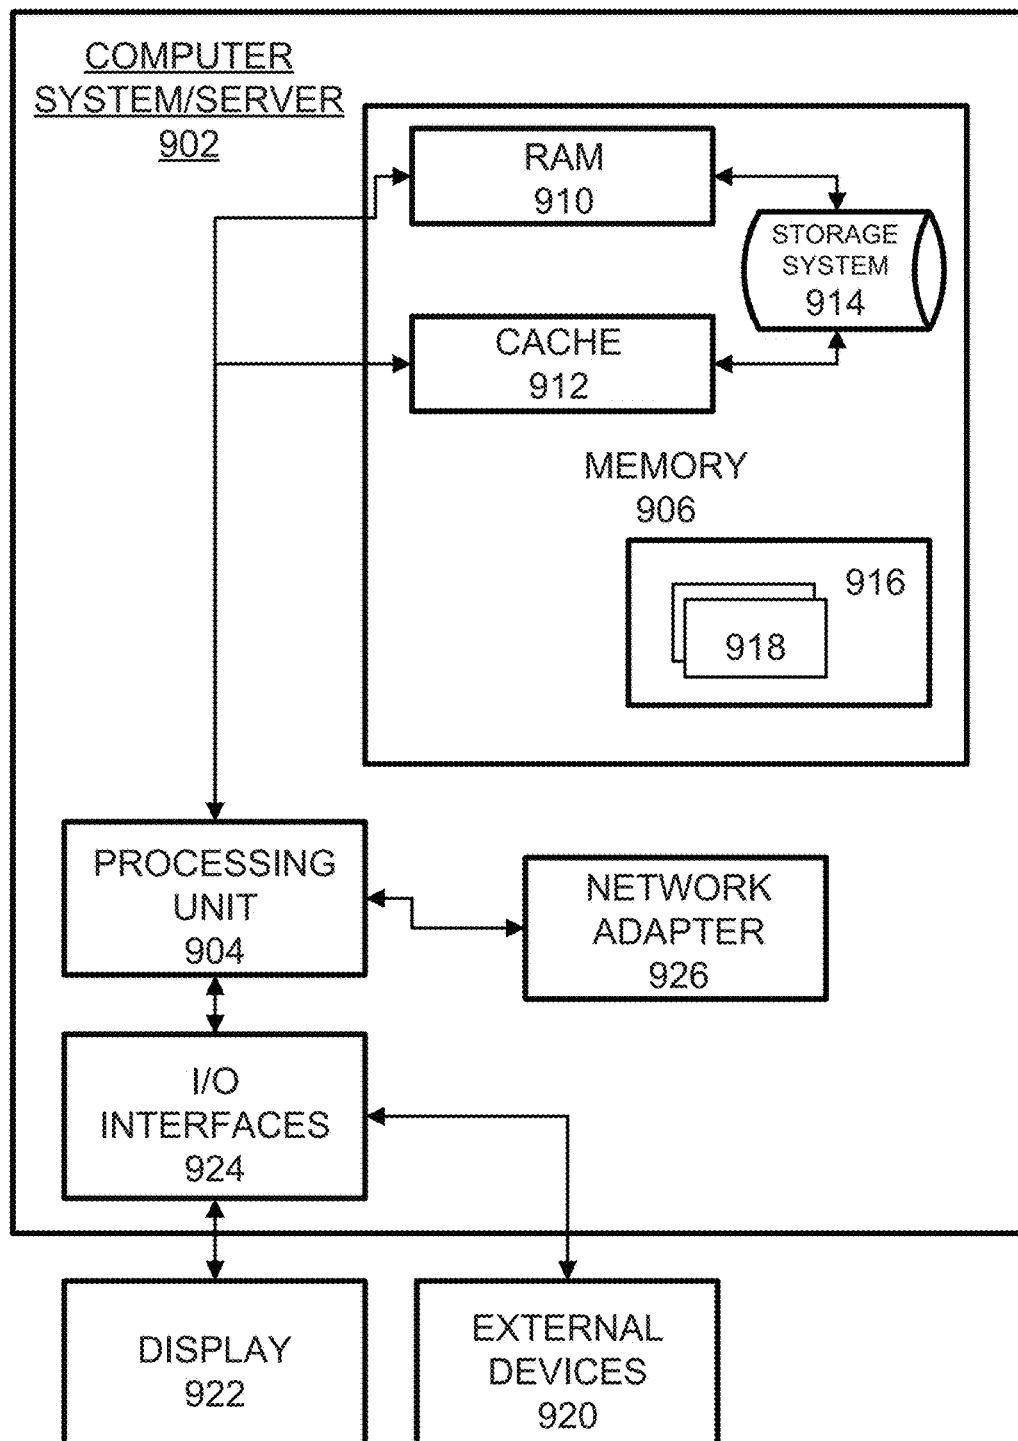 COMPUTER
SYSTEM/SERVER
902
RAM
910
STORAGE
SYSTEM
914
CACHE
912
MEMORY
906
916
918
PROCESSING
UNIT
904
NETWORK
ADAPTER
926
I/O
INTERFACES
924
DISPLAY
922
EXTERNAL
DEVICES
920